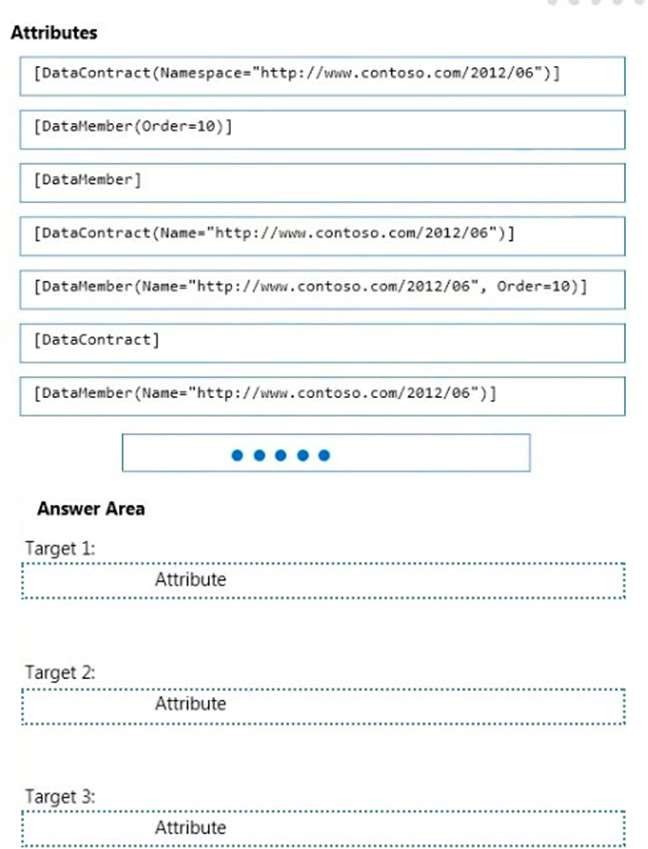 Attributes
[DataContract(Namespace="http://www.contoso.com/2012/06")]
[DataMember(Order=10)]
[DataMember]
[DataContract(Name="http://www.contoso.com/2012/06")]
[DataMember(Name="http://www.contoso.com/2012/06", Order=10)]
[DataContract]
[DataMember(Name="http://www.contoso.com/2012/06")]
Answer Area
Target 1:
Attribute
Target 2:
Attribute
Target 3:
Attribute